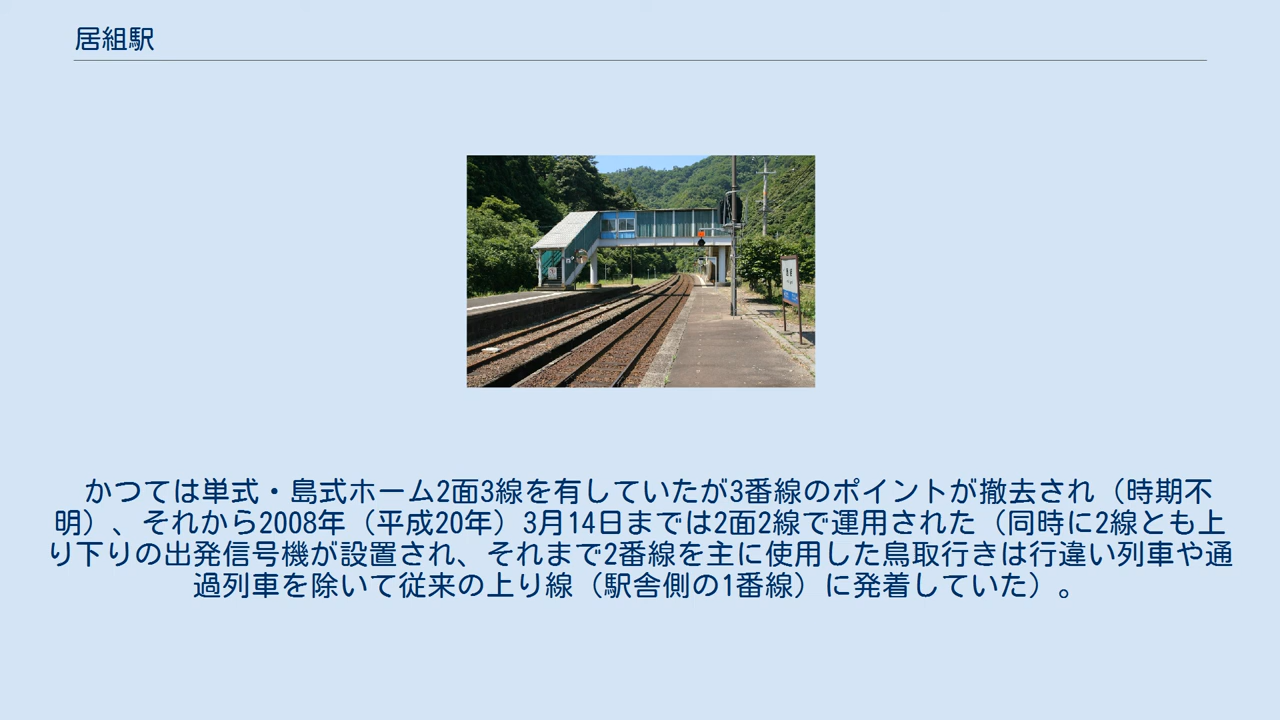 居組駅
かつては単式・島式ホーム2面3線を有していたが3番線のポイントが撤去され（時期不
明）、それから2008年（平成20年）3月14日までは2面2線で運用された（同時に2線とも上
り下りの出発信号機が設置され、それまで2番線を主に使用した鳥取行きは行違い列車や通
過列車を除いて従来の上り線（駅舎側の1番線）に発着していた）。